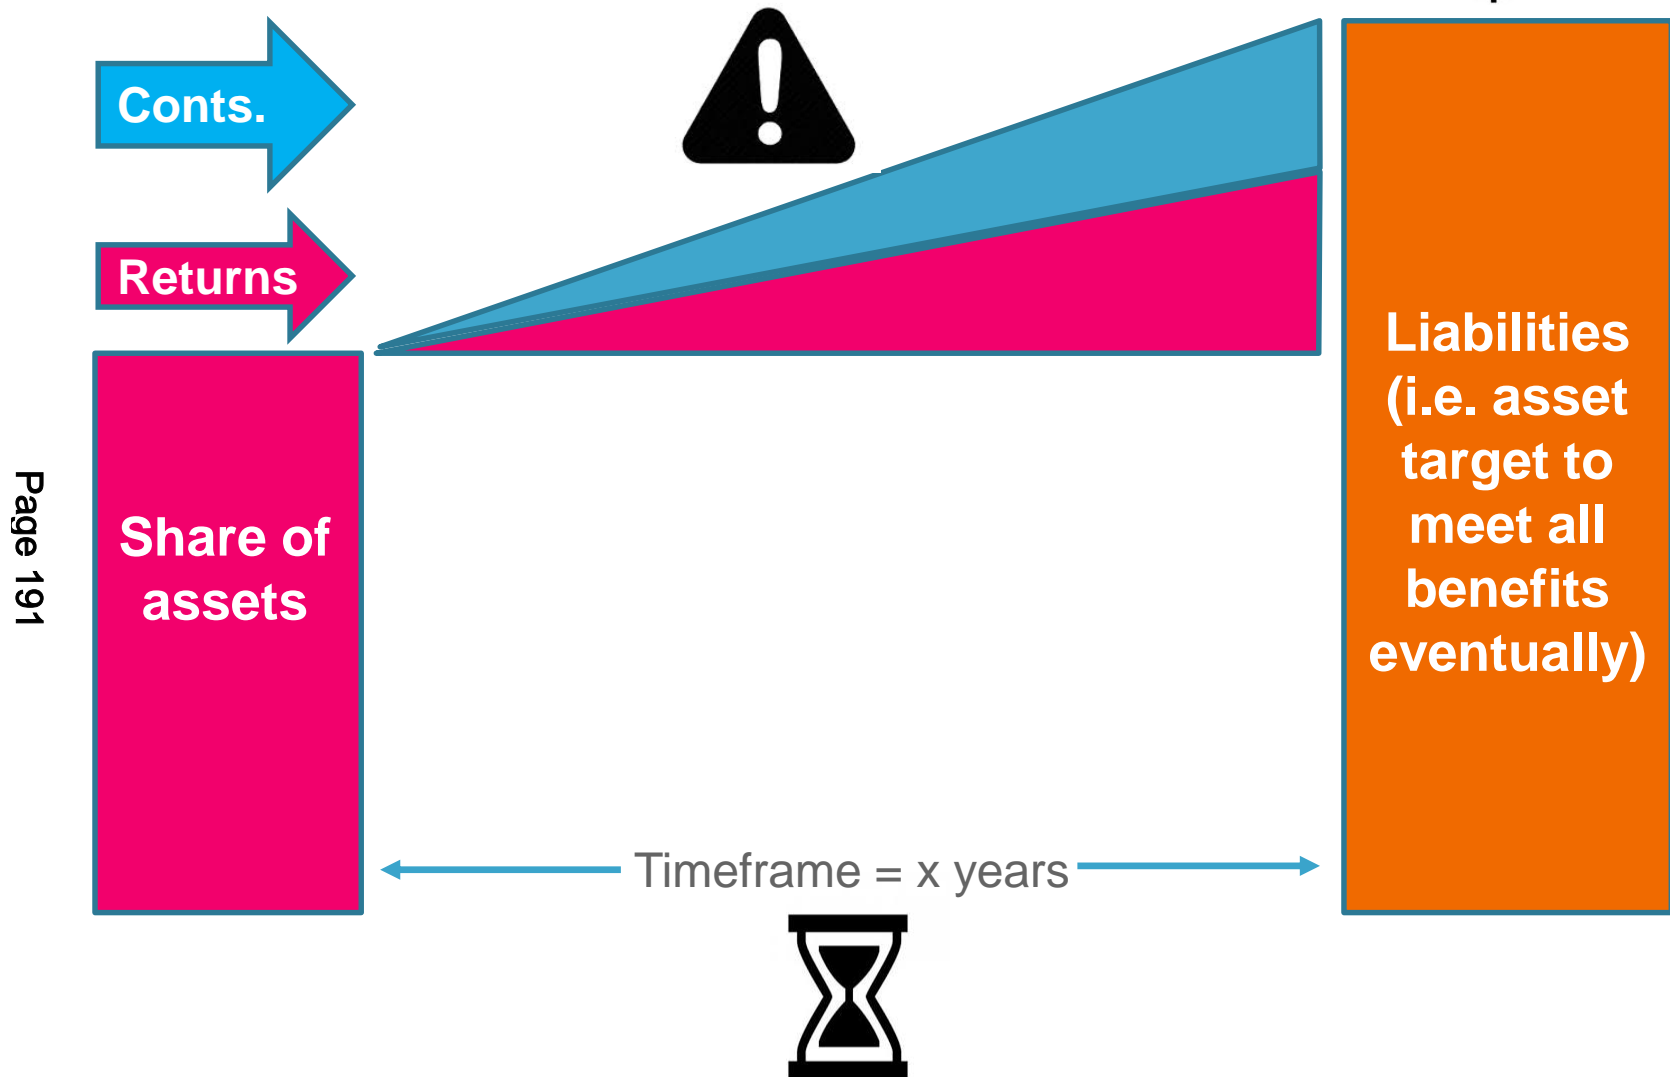 Conts.
Returns
Share of
assets
Liabilities
(i.e. asset
target to
meet all
benefits
eventually)
Timeframe = x years
Page 191